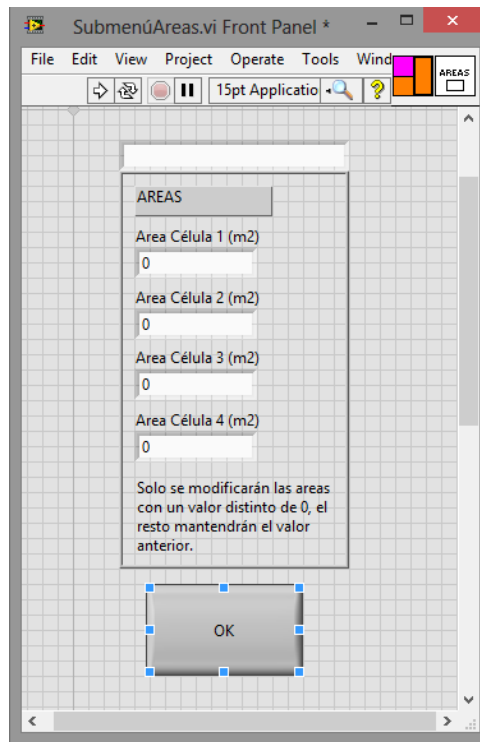 SubmenúAreas.vi Front Panel *
File Edit View Project Operate Tools Wind
15pt Applicatio
AREAS
AREAS
Area Célula 1 (m2)
0
Area Célula 2 (m2)
0
Area Célula 3 (m2)
0
Area Célula 4 (m2)
0
Solo se modificarán las areas
con un valor distinto de 0, el
resto mantendrán el valor
anterior.
OK